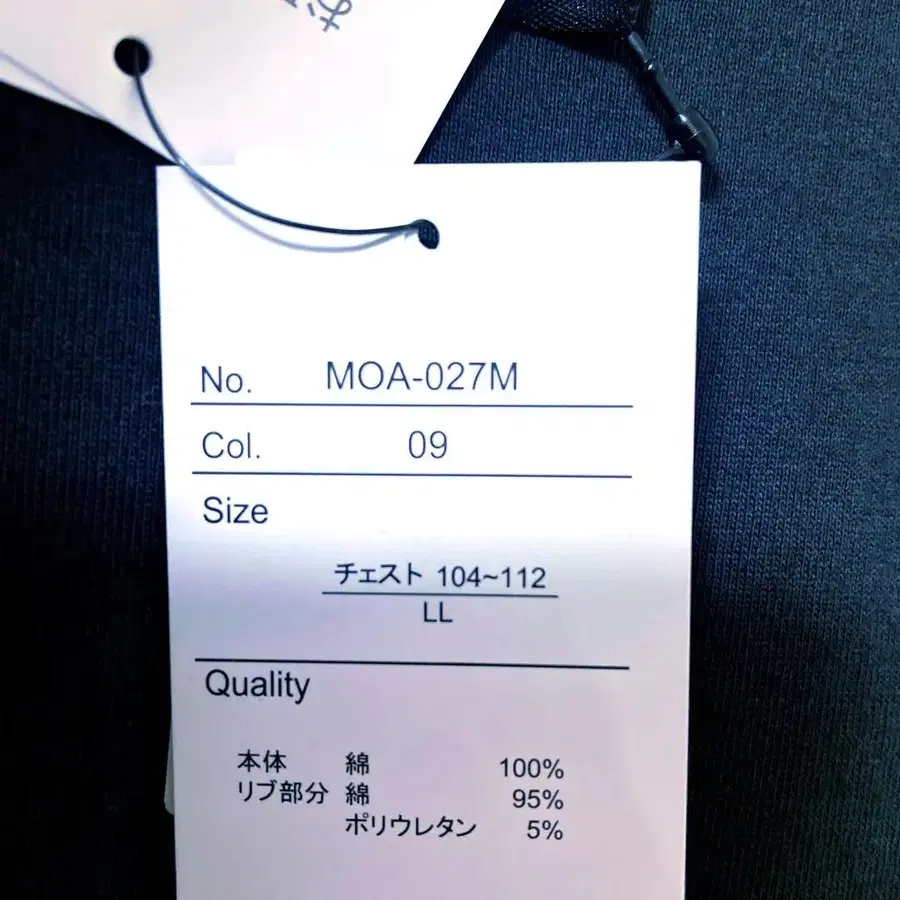 No. MOA-027M
Col. 09
Size
チェスト 104~112
LL
Quality
本体 綿 100%
リブ部分 綿 95%
ポリウレタン 5%